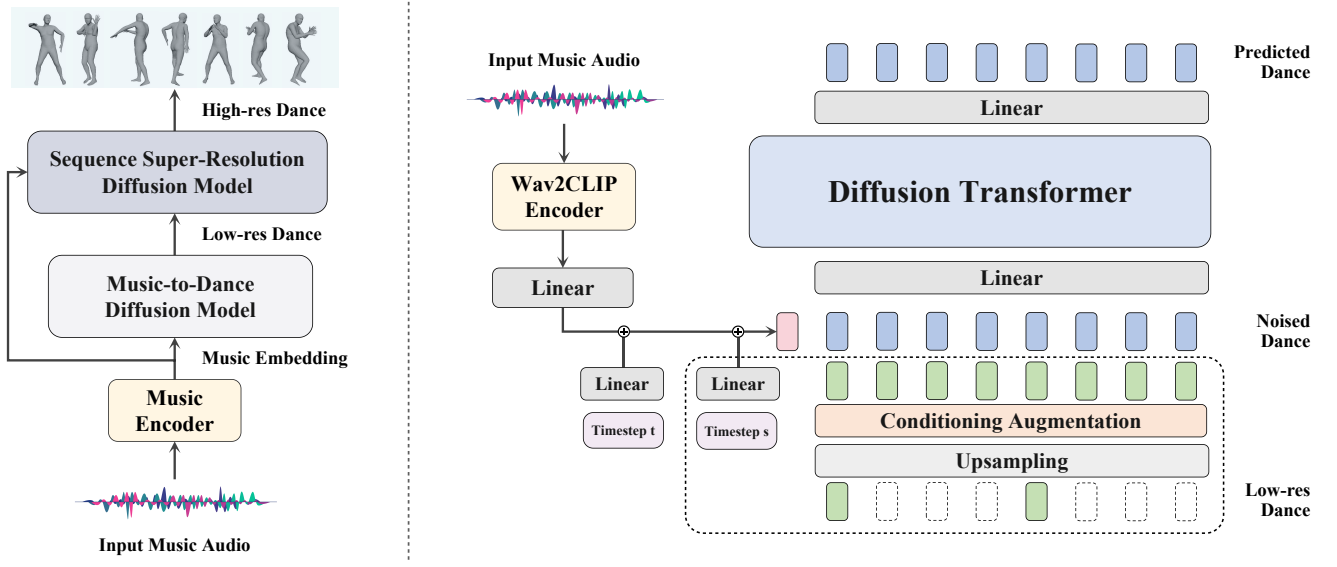 High-res Dance
Sequence Super-Resolution
Diffusion Model
Low-res Dance
Music-to-Dance
Diffusion Model
Music Embedding
Music
Encoder
Input Music Audio
Input Music Audio
Wav2CLIP
Encoder
Linear
Linear
Timestep t
Linear
Timestep s
Predicted
Dance
Linear
Diffusion Transformer
Linear
Noised
Dance
Conditioning Augmentation
Upsampling
Low-res
Dance